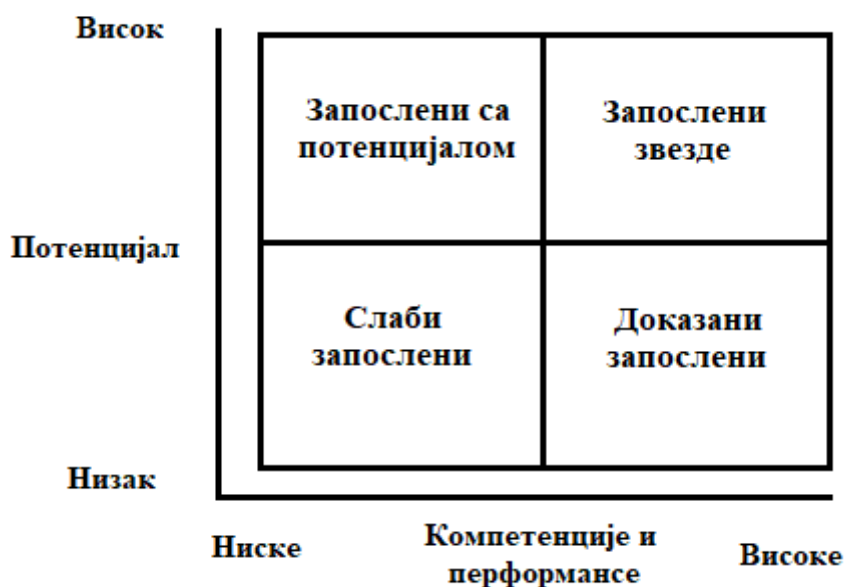 Висок
Запослени са
потенцијалом
Запослени
звезде
Потенцијал
Слаби
запослени
Доказани
запослени
Низак
Ниске
Компетенције и
перформансе
Високе